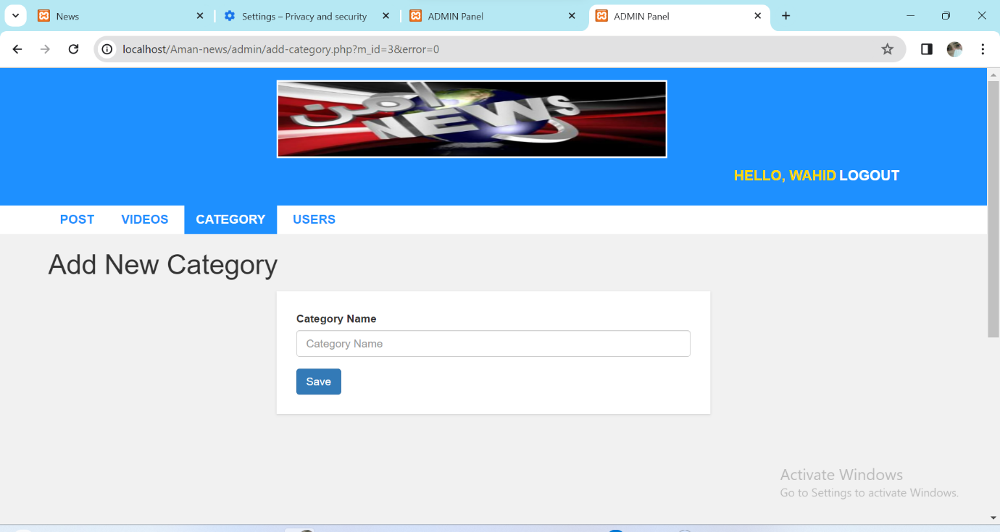 News
Settings – Privacy and security
ADMIN Panel
ADMIN Panel
localhost/Aman-news/admin/add-category.php?m_id=3&error=0
امن
NEWS
HELLO, WAHID LOGOUT
POST VIDEOS CATEGORY USERS
Add New Category
Category Name
Category Name
Save
Activate Windows
Go to Settings to activate Windows.